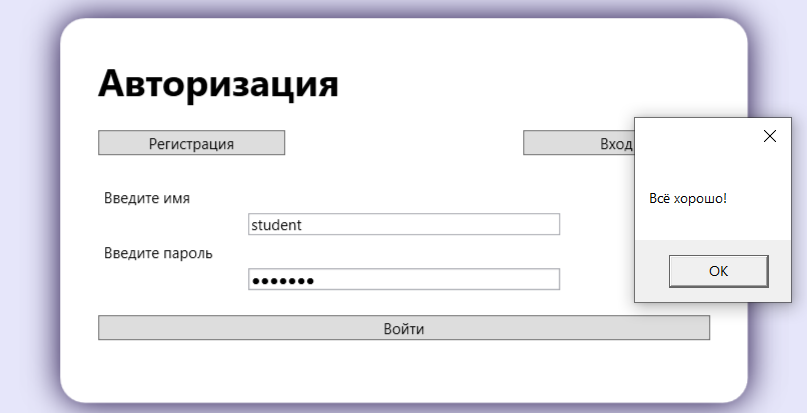 Авторизация
Регистрация
Вход
Введите имя
student
Введите пароль
●●●●●●●
Войти
Всё хорошо!
OK